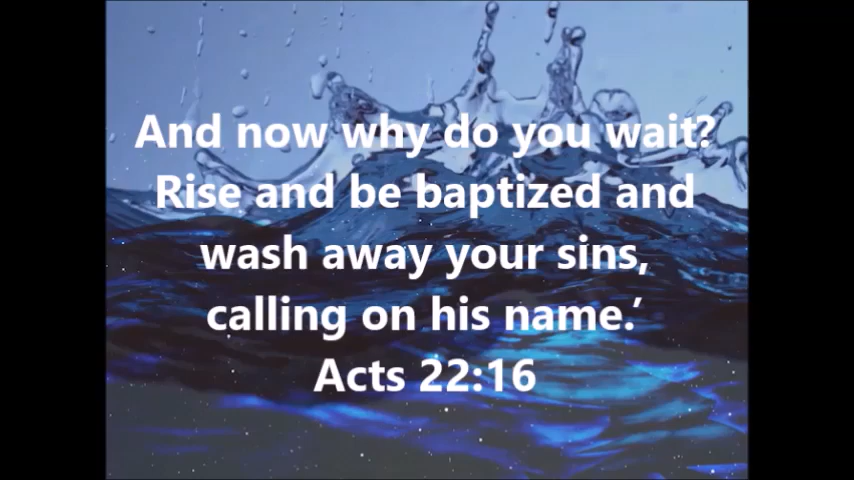 And now why do you wait?
Rise and be baptized and
wash away your sins,
calling on his name.’
Acts 22:16